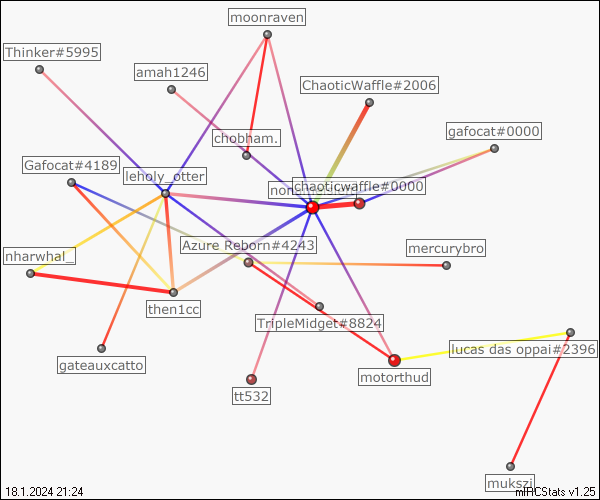 moonraven
Thinker#5995
amah1246
ChaoticWaffle#2006
gafocat#0000
chobham.
Gafocat#4189
leholy_otter
chaoticwaffle#0000
Azure Reborn#4243
mercurybro
nharwhal_
then1cc
TripleMidget#8824
lucas das oppai#2396
gateauxcatto
motorthud
tt532
mukszi
18.1.2024 21:24
mIRCStats v1.25